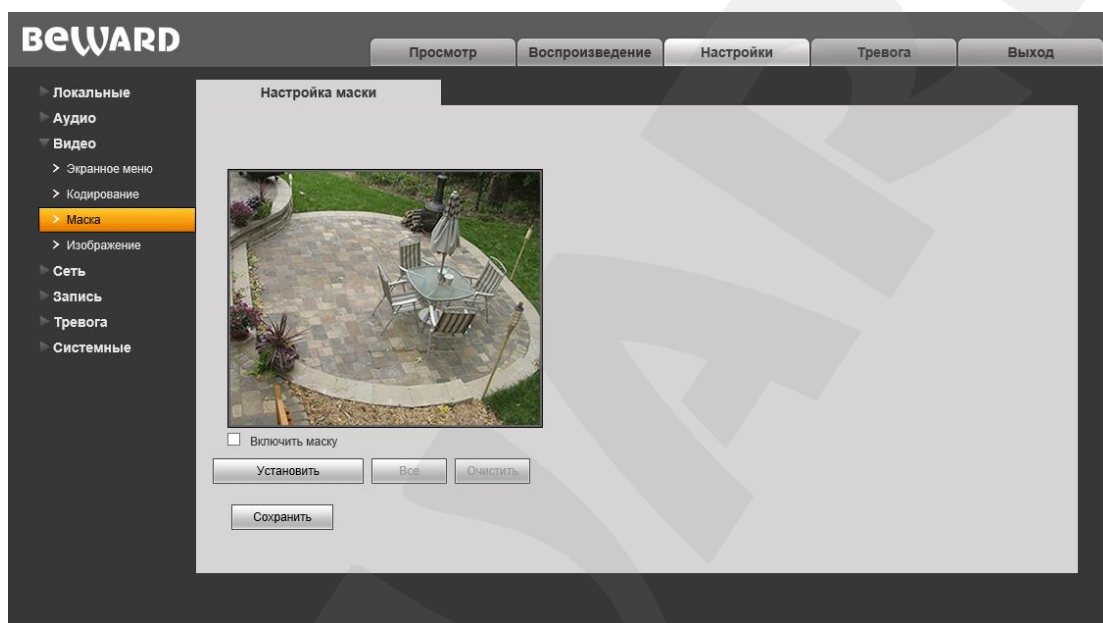 BEWARD
Просмотр Воспроизведение Настройки Тревога Выход
Локальные
Аудио
Видео
> Экранное меню
> Кодирование
> Маска
> Изображение
Сеть
Запись
Тревога
Системные
Настройка маски
Включить маску
Установить Все Очистить
Сохранить